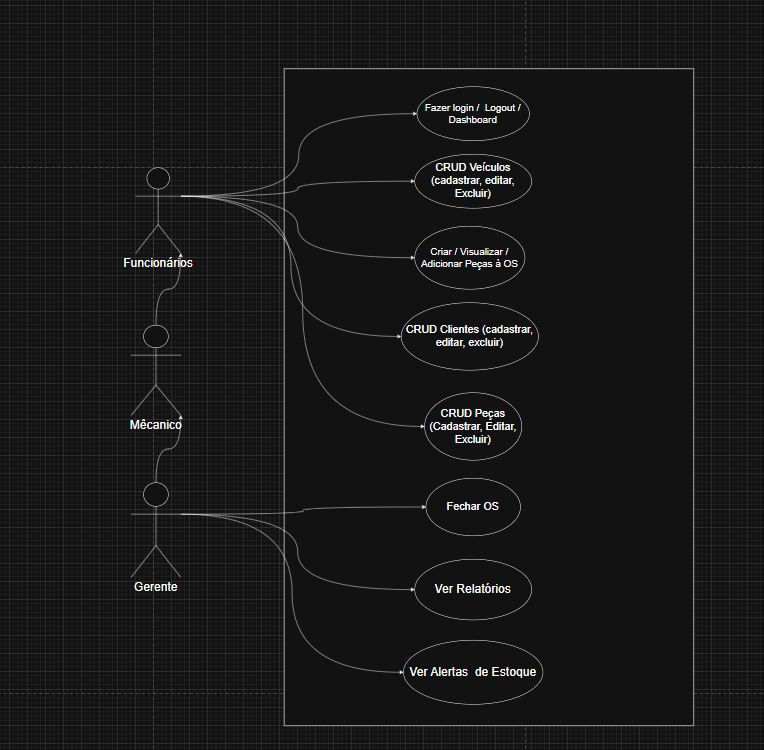 Fazer login /  Logout /
Dashboard
CRUD Veículos
(cadastrar, editar,
Excluir)
Criar / Visualizar /
Adicionar Peças à OS
Funcionários
CRUD Clientes (cadastrar,
editar, excluir)
Mêcanico
CRUD Peças
(Cadastrar, Editar,
Excluir)
Fechar OS
Gerente
Ver Relatórios
Ver Alertas  de Estoque